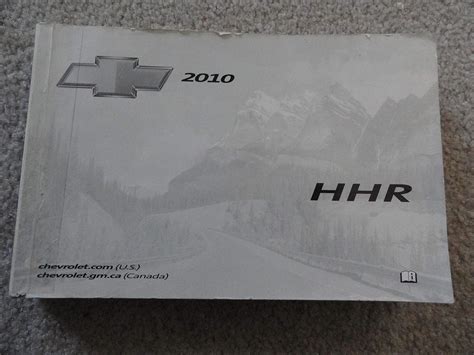 2010
HHR
chevrolet.com (U.S.)
chevrolet.gm.ca (Canada)